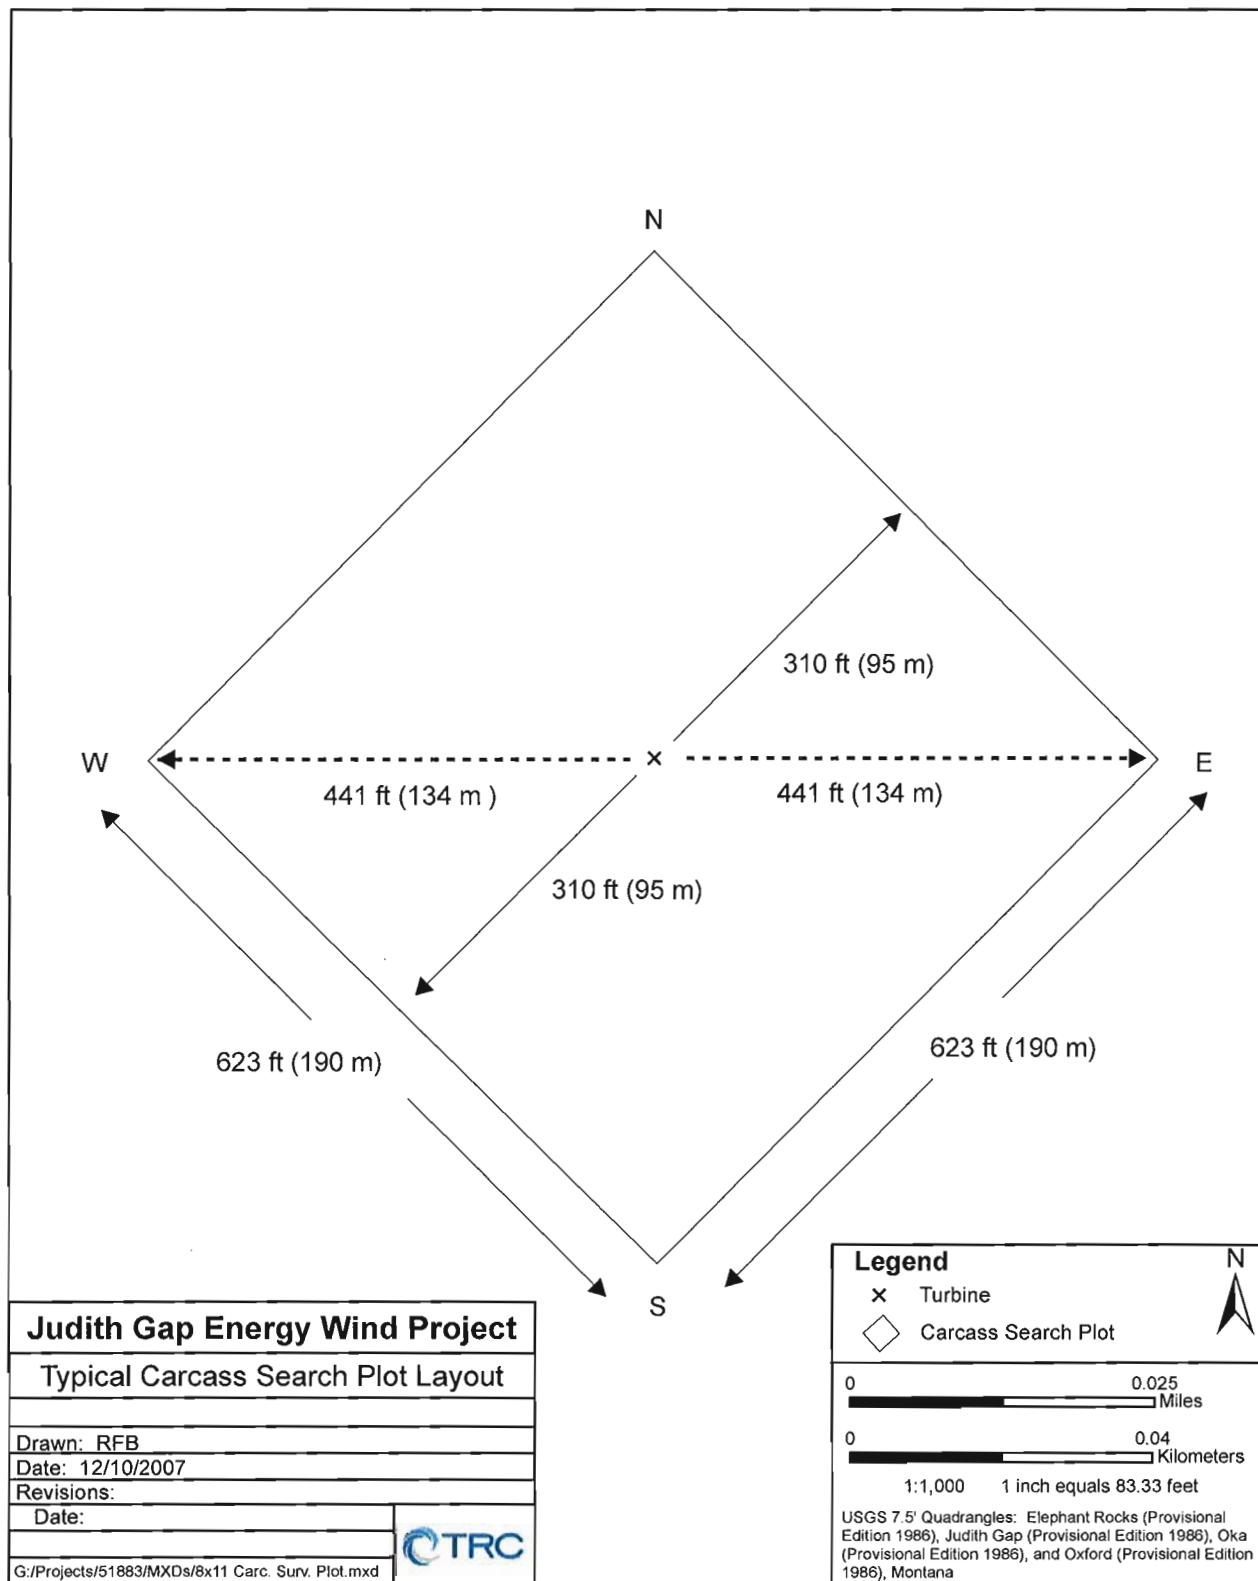 N
310 ft (95 m)
W
E
441 ft (134 m )
441 ft (134 m)
310 ft (95 m)
623 ft (190 m)
623 ft (190 m)
S
Judith Gap Energy Wind Project
Typical Carcass Search Plot Layout
Drawn: RFB
Date: 12/10/2007
Revisions:
Date:
TRC
G:/Projects/51883/MXDs/8x11 Carc. Surv. Plot.mxd
Legend
N
Turbine
Carcass Search Plot
0 0.025
Miles
0 0.04
Kilometers
1:1,000 1 inch equals 83.33 feet
USGS 7.5' Quadrangles: Elephant Rocks (Provisional
Edition 1986), Judith Gap (Provisional Edition 1986), Oka
(Provisional Edition 1986), and Oxford (Provisional Edition
1986), Montana